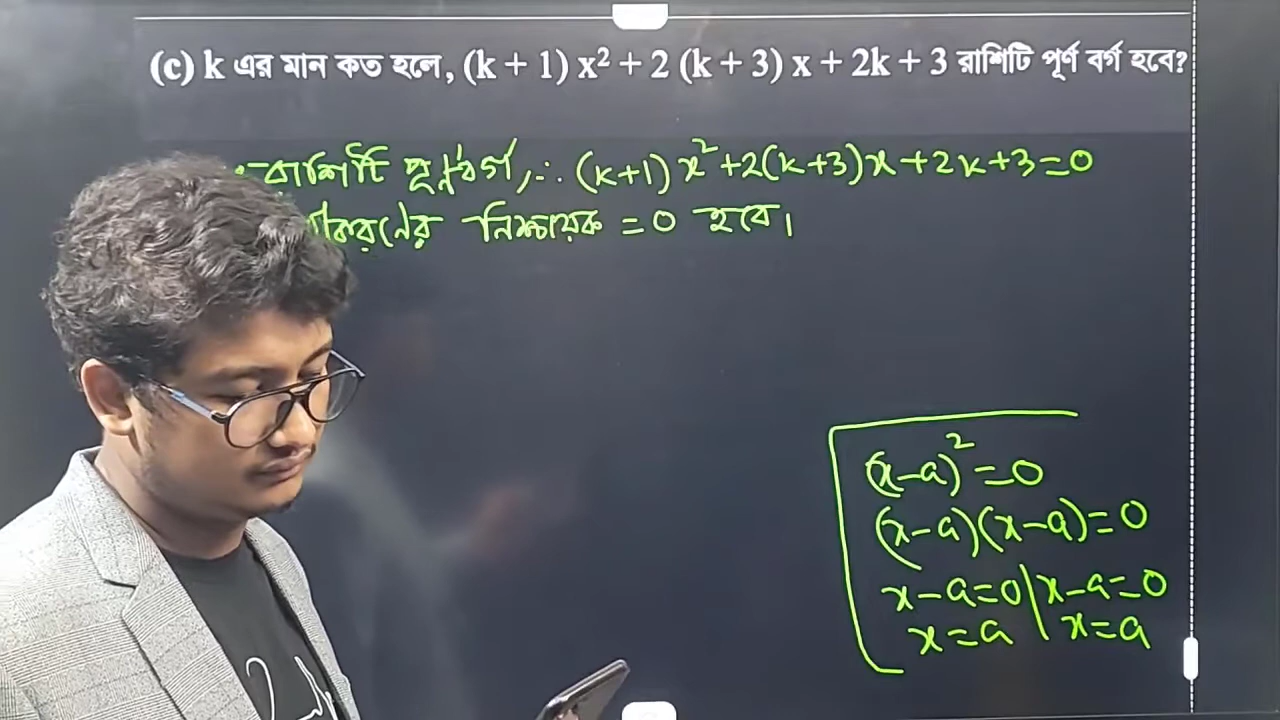 (c) k এর মান কত হলে, (k + 1) x² + 2 (k + 3) x + 2k + 3 রাশিটি পূর্ণ বর্গ হবে?
রাশিটি পূর্ণবর্গ, ∴ (k+1)x²+2(k+3)x+2k+3=0
নিশ্চায়ক =0 হবে।
(x-a)²=0
(x-a)(x-a)=0
x-a=0 | x-a=0
x=a | x=a